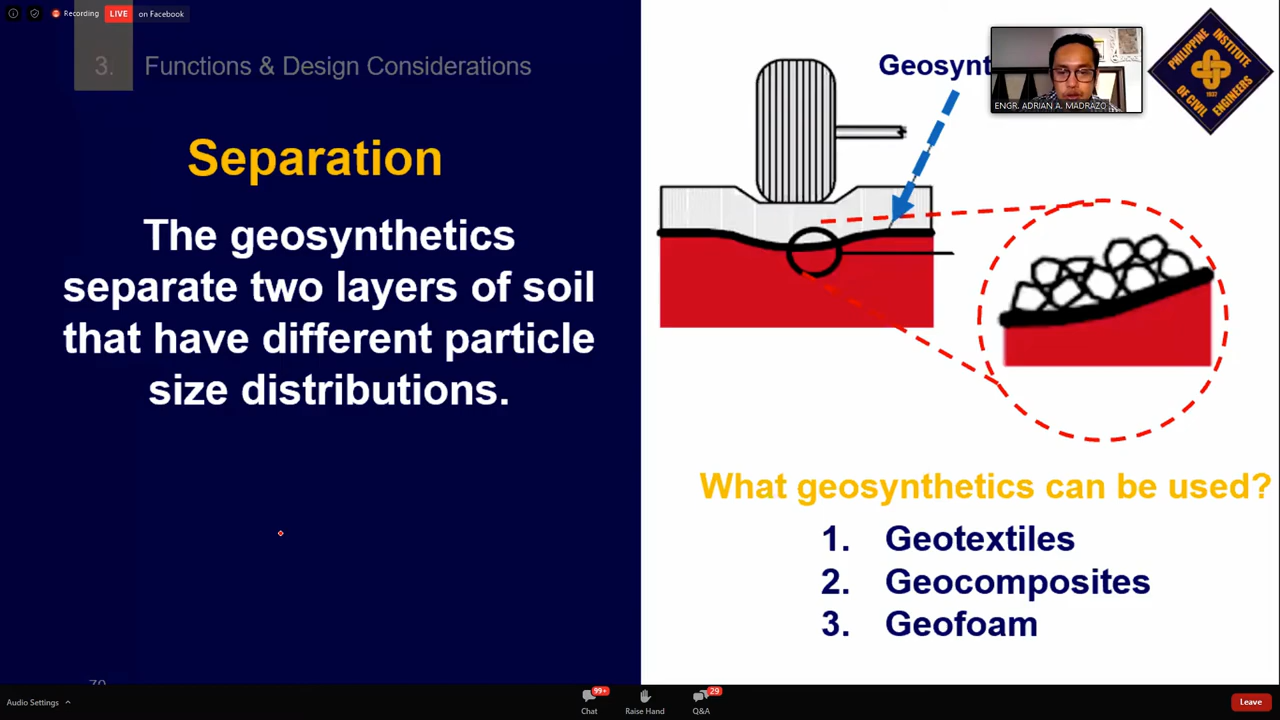 Recording
LIVE
on Facebook
3.
Functions & Design Considerations
Separation
The geosynthetics
separate two layers of soil
that have different particle
size distributions.
Geosynt
ENGR. ADRIAN A. MADRAZO
PHILIPPINE
INSTITUTE
OF CIVIL
ENGINEERS
What geosynthetics can be used?
1. Geotextiles
2. Geocomposites
3. Geofoam
Audio Settings
99+
Chat
Raise Hand
29
Q&A
Leave